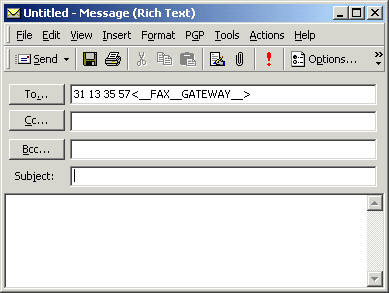 Untitled - Message (Rich Text)
File Edit View Insert Format PGP Tools Actions Help
Send Options... »
To... 31 13 35 57<__FAX__GATEWAY__>
Cc...
Bcc...
Subject: